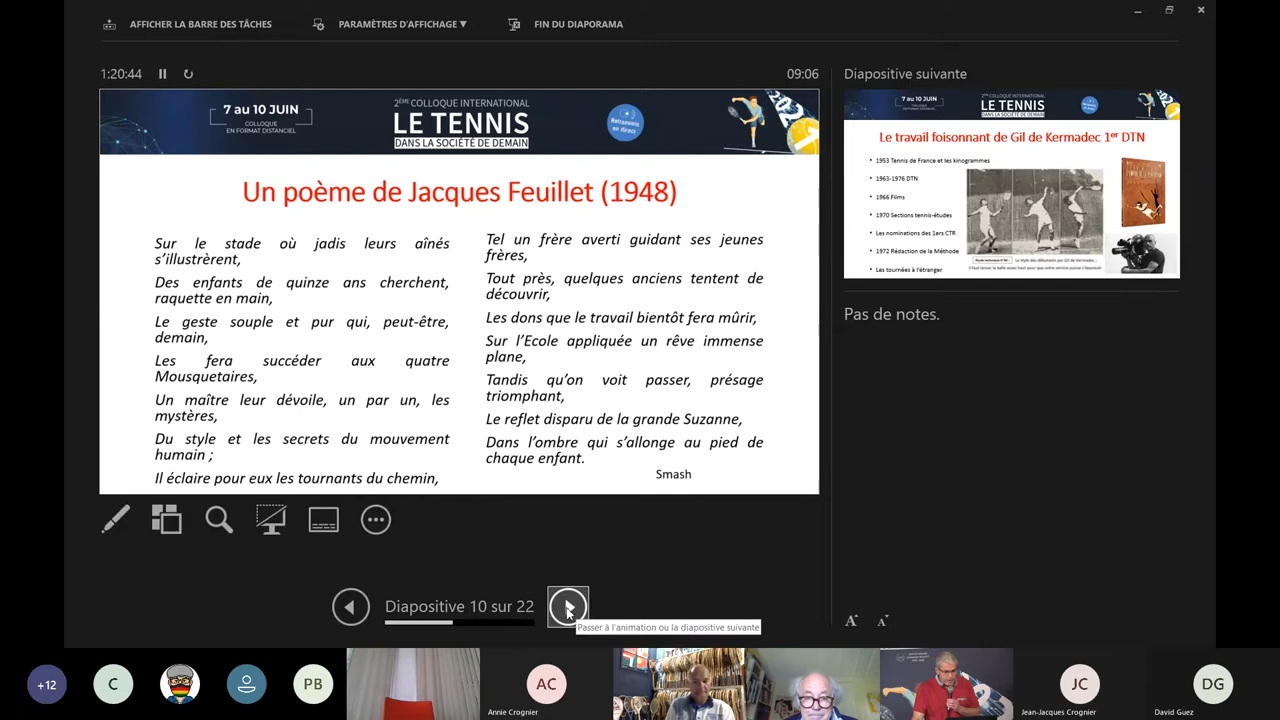 AFFICHER LA BARRE DES TÂCHES
PARAMÈTRES D'AFFICHAGE ▼
FIN DU DIAPORAMA
1:20:44
09:06
7 au 10 JUIN
COLLOQUE
EN FORMAT DISTANCIEL
2ÈME COLLOQUE INTERNATIONAL
LE TENNIS
DANS LA SOCIÉTÉ DE DEMAIN
Retransmis
en direct
Un poème de Jacques Feuillet (1948)
Sur le stade où jadis leurs aînés
s'illustrèrent,
Des enfants de quinze ans cherchent,
raquette en main,
Le geste souple et pur qui, peut-être,
demain,
Les fera succéder aux quatre
Mousquetaires,
Un maître leur dévoile, un par un, les
mystères,
Du style et les secrets du mouvement
humain ;
Il éclaire pour eux les tournants du chemin,
Tel un frère averti guidant ses jeunes
frères,
Tout près, quelques anciens tentent de
découvrir,
Les dons que le travail bientôt fera mûrir,
Sur l'Ecole appliquée un rêve immense
plane,
Tandis qu'on voit passer, présage
triomphant,
Le reflet disparu de la grande Suzanne,
Dans l'ombre qui s'allonge au pied de
chaque enfant.
Smash
Diapositive 10 sur 22
Passer à l'animation ou la diapositive suivante
Diapositive suivante
7 au 10 JUIN
2ÈME COLLOQUE INTERNATIONAL
LE TENNIS
DANS LA SOCIÉTÉ DE DEMAIN
Le travail foisonnant de Gil de Kermadec 1er DTN
• 1953 Tennis de France et les kinogrammes
• 1963-1976 DTN
• 1966 Films
• 1970 Sections tennis-études
• Les nominations des 1ers CTR
• 1972 Rédaction de la Méthode
• Les tournées à l'étranger
Pas de notes.
A A
+12
C
PB
AC
Annie Crognier
JC
Jean-Jacques Crognier
DG
David Guez